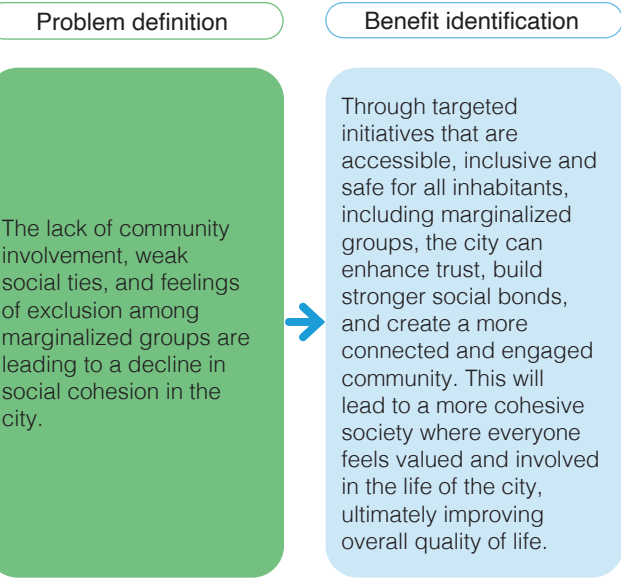 Problem definition
The lack of community
involvement, weak
social ties, and feelings
of exclusion among
marginalized groups are
leading to a decline in
social cohesion in the
city.
Benefit identification
Through targeted
initiatives that are
accessible, inclusive and
safe for all inhabitants,
including marginalized
groups, the city can
enhance trust, build
stronger social bonds,
and create a more
connected and engaged
community. This will
lead to a more cohesive
society where everyone
feels valued and involved
in the life of the city,
ultimately improving
overall quality of life.